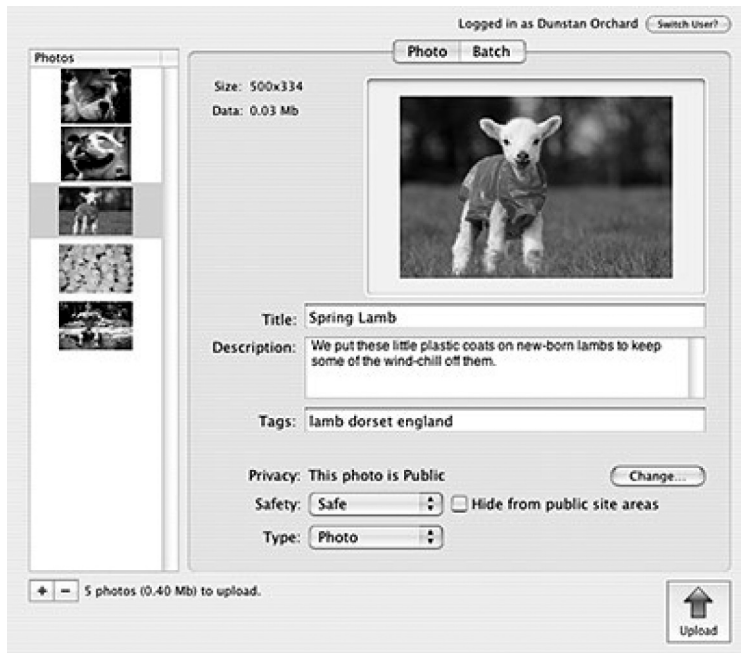 Logged in as Dunstan Orchard Switch User?
Photos
Photo Batch
Size: 500x334
Data: 0.03 Mb
Title: Spring Lamb
Description: We put these little plastic coats on new-born lambs to keep
some of the wind-chill off them.
Tags: lamb dorset england
Privacy: This photo is Public Change...
Safety: Safe Hide from public site areas
Type: Photo
+ − 5 photos (0.40 Mb) to upload.
Upload